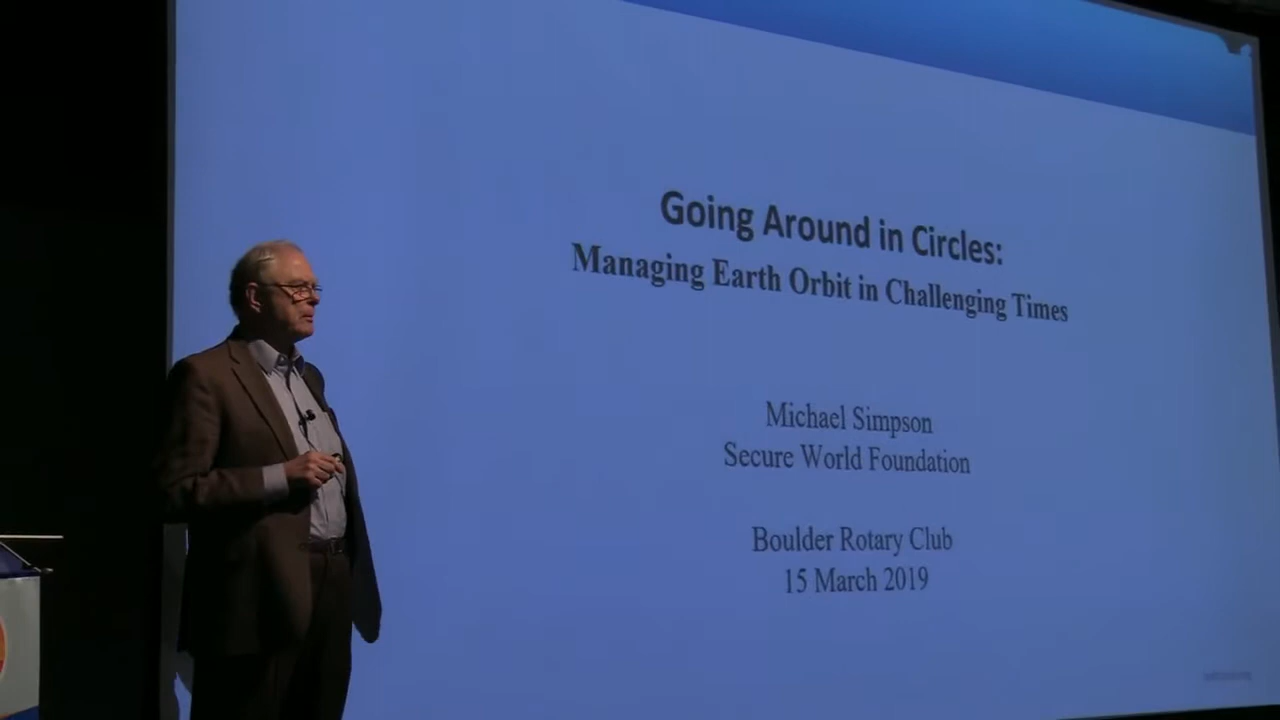 Going Around in Circles:
Managing Earth Orbit in Challenging Times
Michael Simpson
Secure World Foundation
Boulder Rotary Club
15 March 2019